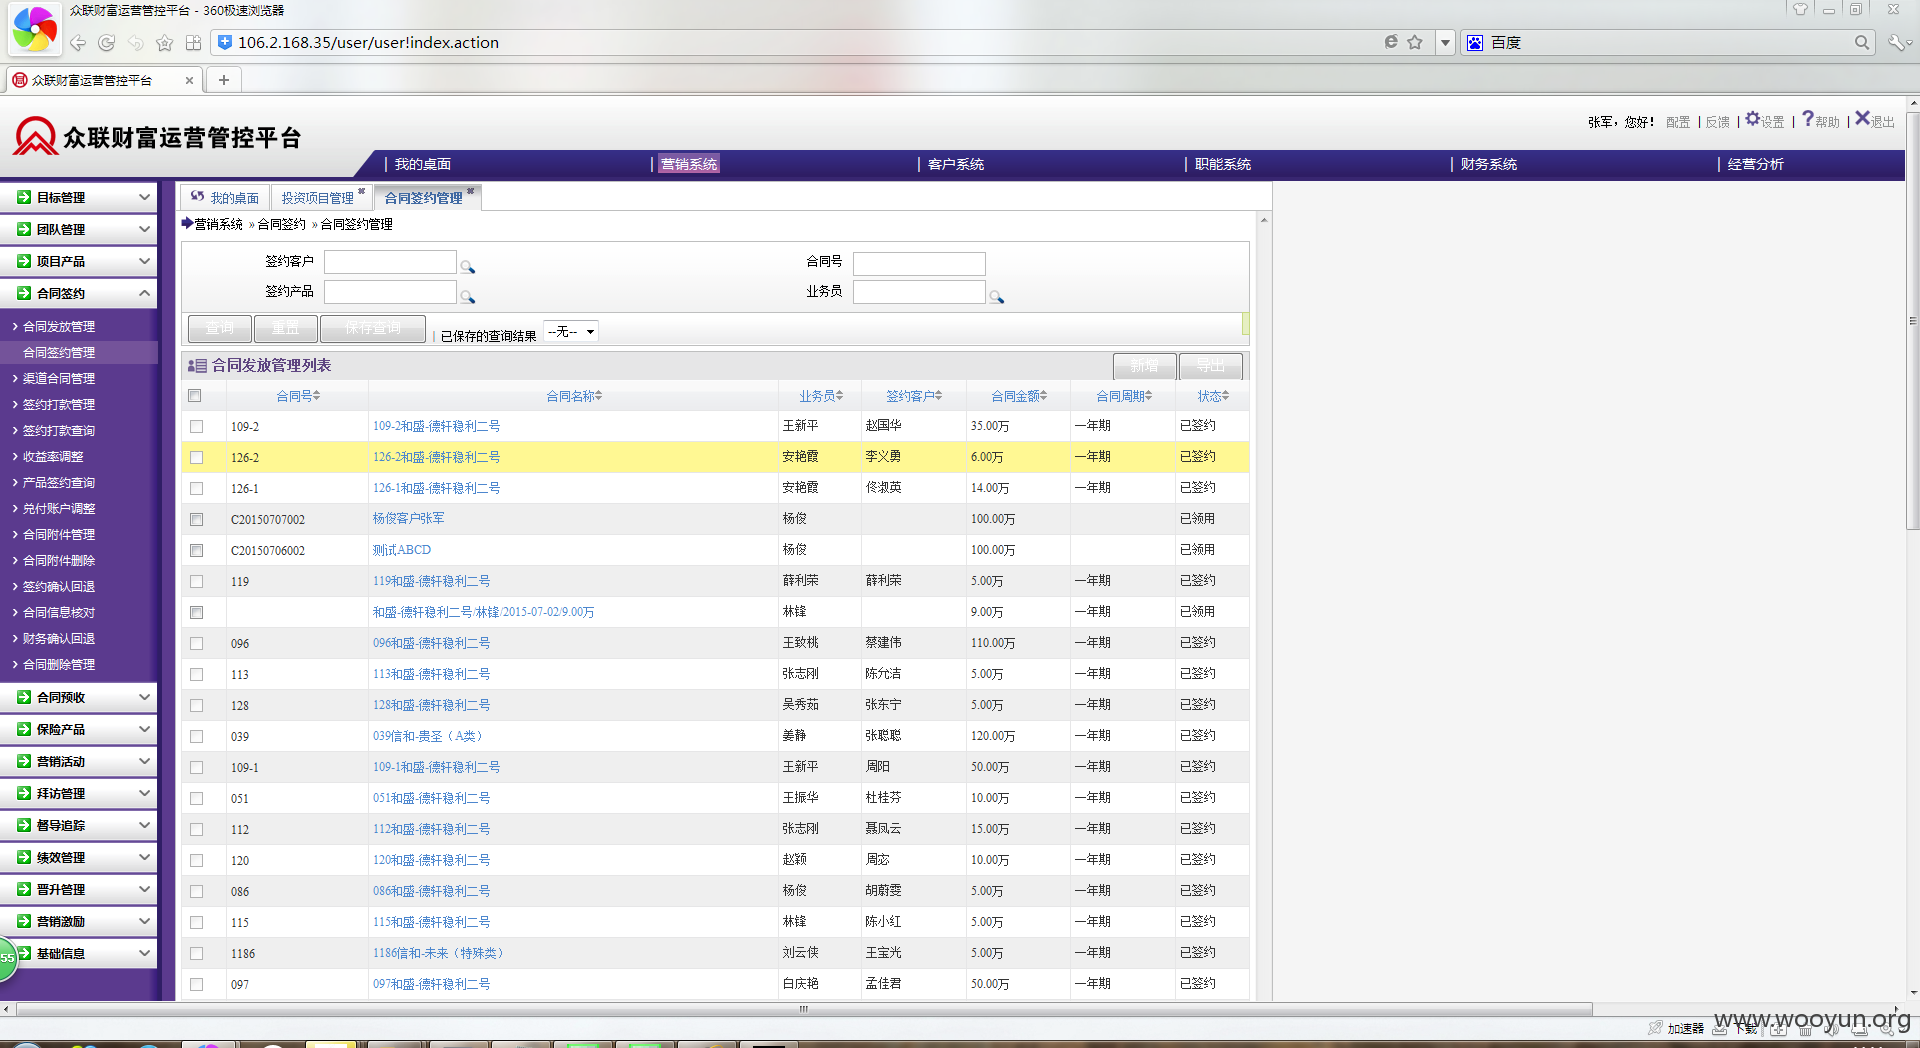 众联财富运营管控平台 - 360极速浏览器
106.2.168.35/user/user!index.action
百度
众联财富运营管控平台
众联财富运营管控平台
张军，您好！ 配置 | 反馈 | 设置 | 帮助 | 退出
我的桌面 | 营销系统 | 客户系统 | 职能系统 | 财务系统 | 经营分析
目标管理
团队管理
项目产品
合同签约
合同发放管理
合同签约管理
渠道合同管理
签约打款管理
签约打款查询
收益率调整
产品签约查询
兑付账户调整
合同附件管理
合同附件删除
签约确认回退
合同信息核对
财务确认回退
合同删除管理
合同预收
保险产品
营销活动
拜访管理
督导追踪
绩效管理
晋升管理
营销激励
基础信息
55
我的桌面 投资项目管理 合同签约管理
营销系统 » 合同签约 » 合同签约管理
签约客户 合同号
签约产品 业务员
查询 重置 保存查询 | 已保存的查询结果 --无--
合同发放管理列表 新增 导出
合同号 合同名称 业务员 签约客户 合同金额 合同周期 状态
109-2 109-2和盛-德轩稳利二号 王新平 赵国华 35.00万 一年期 已签约
126-2 126-2和盛-德轩稳利二号 安艳霞 李义勇 6.00万 一年期 已签约
126-1 126-1和盛-德轩稳利二号 安艳霞 佟淑英 14.00万 一年期 已签约
C20150707002 杨俊客户张军 杨俊 100.00万 已领用
C20150706002 测试ABCD 杨俊 100.00万 已领用
119 119和盛-德轩稳利二号 薛利荣 薛利荣 5.00万 一年期 已签约
和盛-德轩稳利二号/林锋/2015-07-02/9.00万 林锋 9.00万 一年期 已领用
096 096和盛-德轩稳利二号 王致桃 蔡建伟 110.00万 一年期 已签约
113 113和盛-德轩稳利二号 张志刚 陈允洁 5.00万 一年期 已签约
128 128和盛-德轩稳利二号 吴秀茹 张东宁 5.00万 一年期 已签约
039 039信和-贵圣（A类） 姜静 张聪聪 120.00万 一年期 已签约
109-1 109-1和盛-德轩稳利二号 王新平 周阳 50.00万 一年期 已签约
051 051和盛-德轩稳利二号 王振华 杜桂芬 10.00万 一年期 已签约
112 112和盛-德轩稳利二号 张志刚 聂凤云 15.00万 一年期 已签约
120 120和盛-德轩稳利二号 赵颖 周宓 10.00万 一年期 已签约
086 086和盛-德轩稳利二号 杨俊 胡蔚雯 5.00万 一年期 已签约
115 115和盛-德轩稳利二号 林锋 陈小红 5.00万 一年期 已签约
1186 1186信和-未来（特殊类） 刘云侠 王宝光 5.00万 一年期 已签约
097 097和盛-德轩稳利二号 白庆艳 孟佳君 50.00万 一年期 已签约
加速器 下载
www.wooyun.org